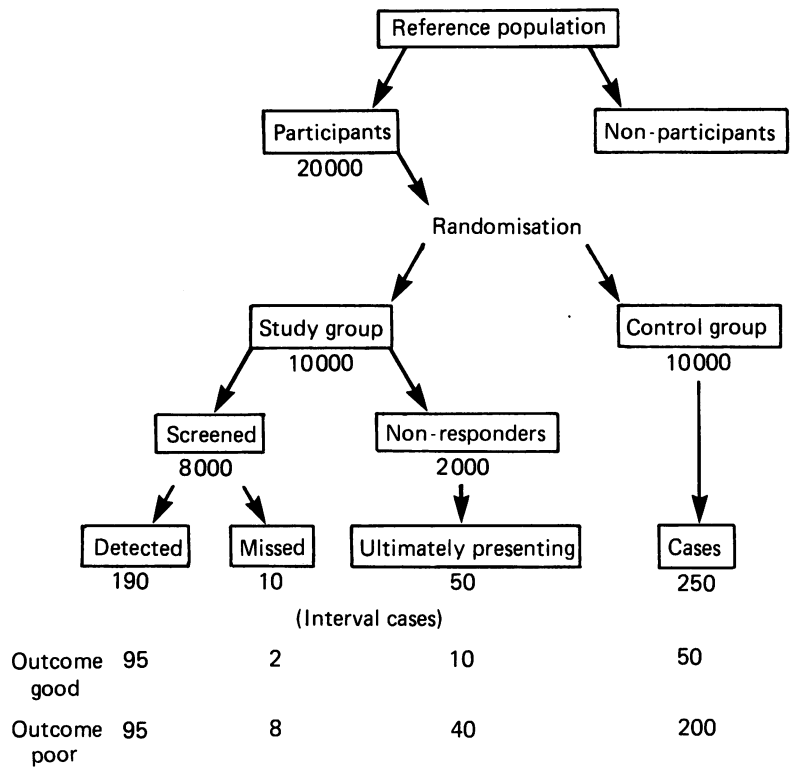 Reference population
Participants
Non-participants
20000
Randomisation
Study group
Control group
10000
10000
Screened
Non-responders
8000
2000
Detected
Missed
Ultimately presenting
Cases
190
10
50
250
(Interval cases)
Outcome good
95
2
10
50
Outcome poor
95
8
40
200